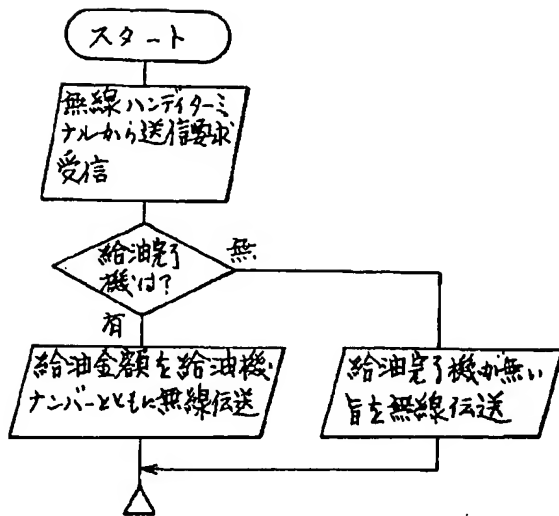 スタート
無線ハンディターミ
ナルから送信要求
受信
給油完了
機は?
無
有
給油金額を給油機
ナンバーとともに無線伝送
給油完了機が無い
旨を無線伝送